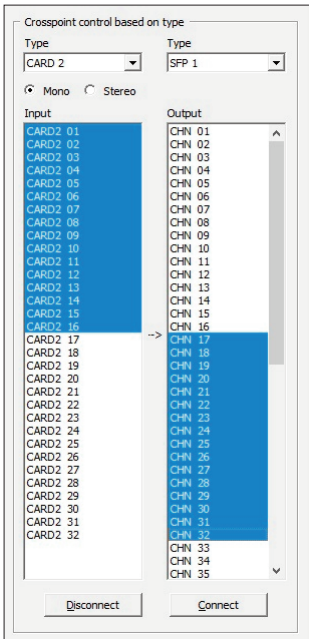 Crosspoint control based on type
Type
CARD 2
Type
SFP 1
Mono
Stereo
Input
CARD2 01
CARD2 02
CARD2 03
CARD2 04
CARD2 05
CARD2 06
CARD2 07
CARD2 08
CARD2 09
CARD2 10
CARD2 11
CARD2 12
CARD2 13
CARD2 14
CARD2 15
CARD2 16
CARD2 17
CARD2 18
CARD2 19
CARD2 20
CARD2 21
CARD2 22
CARD2 23
CARD2 24
CARD2 25
CARD2 26
CARD2 27
CARD2 28
CARD2 29
CARD2 30
CARD2 31
CARD2 32
-->
Output
CHN 01
CHN 02
CHN 03
CHN 04
CHN 05
CHN 06
CHN 07
CHN 08
CHN 09
CHN 10
CHN 11
CHN 12
CHN 13
CHN 14
CHN 15
CHN 16
CHN 17
CHN 18
CHN 19
CHN 20
CHN 21
CHN 22
CHN 23
CHN 24
CHN 25
CHN 26
CHN 27
CHN 28
CHN 29
CHN 30
CHN 31
CHN 32
CHN 33
CHN 34
CHN 35
Disconnect
Connect